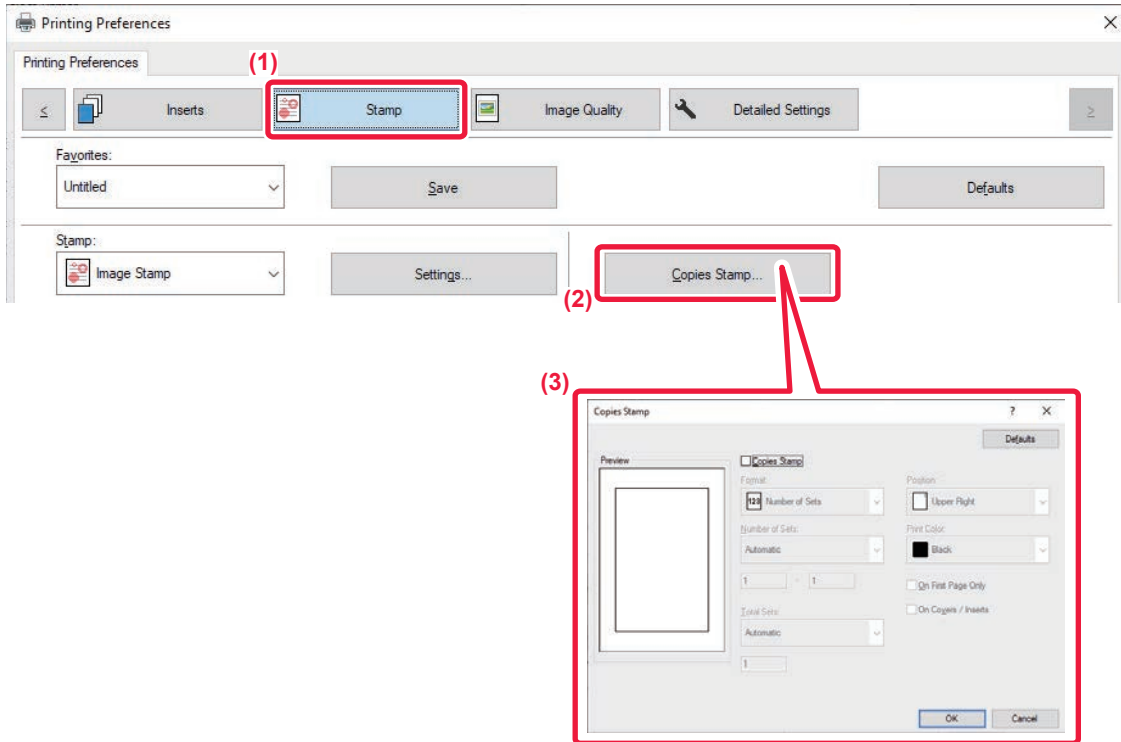 Printing Preferences
Printing Preferences
(1)
Inserts
Stamp
Image Quality
Detailed Settings
Favorites:
Untitled
Save
Defaults
Stamp:
Image Stamp
Settings...
Copies Stamp...
(2)
(3)
Copies Stamp
?
Defaults
Preview
Copies Stamp
Format:
Position:
123 Number of Sets
Upper Right
Number of Sets:
Print Color:
Automatic
Black
1 - 1
On First Page Only
Total Sets:
On Covers / Inserts
Automatic
1
OK
Cancel